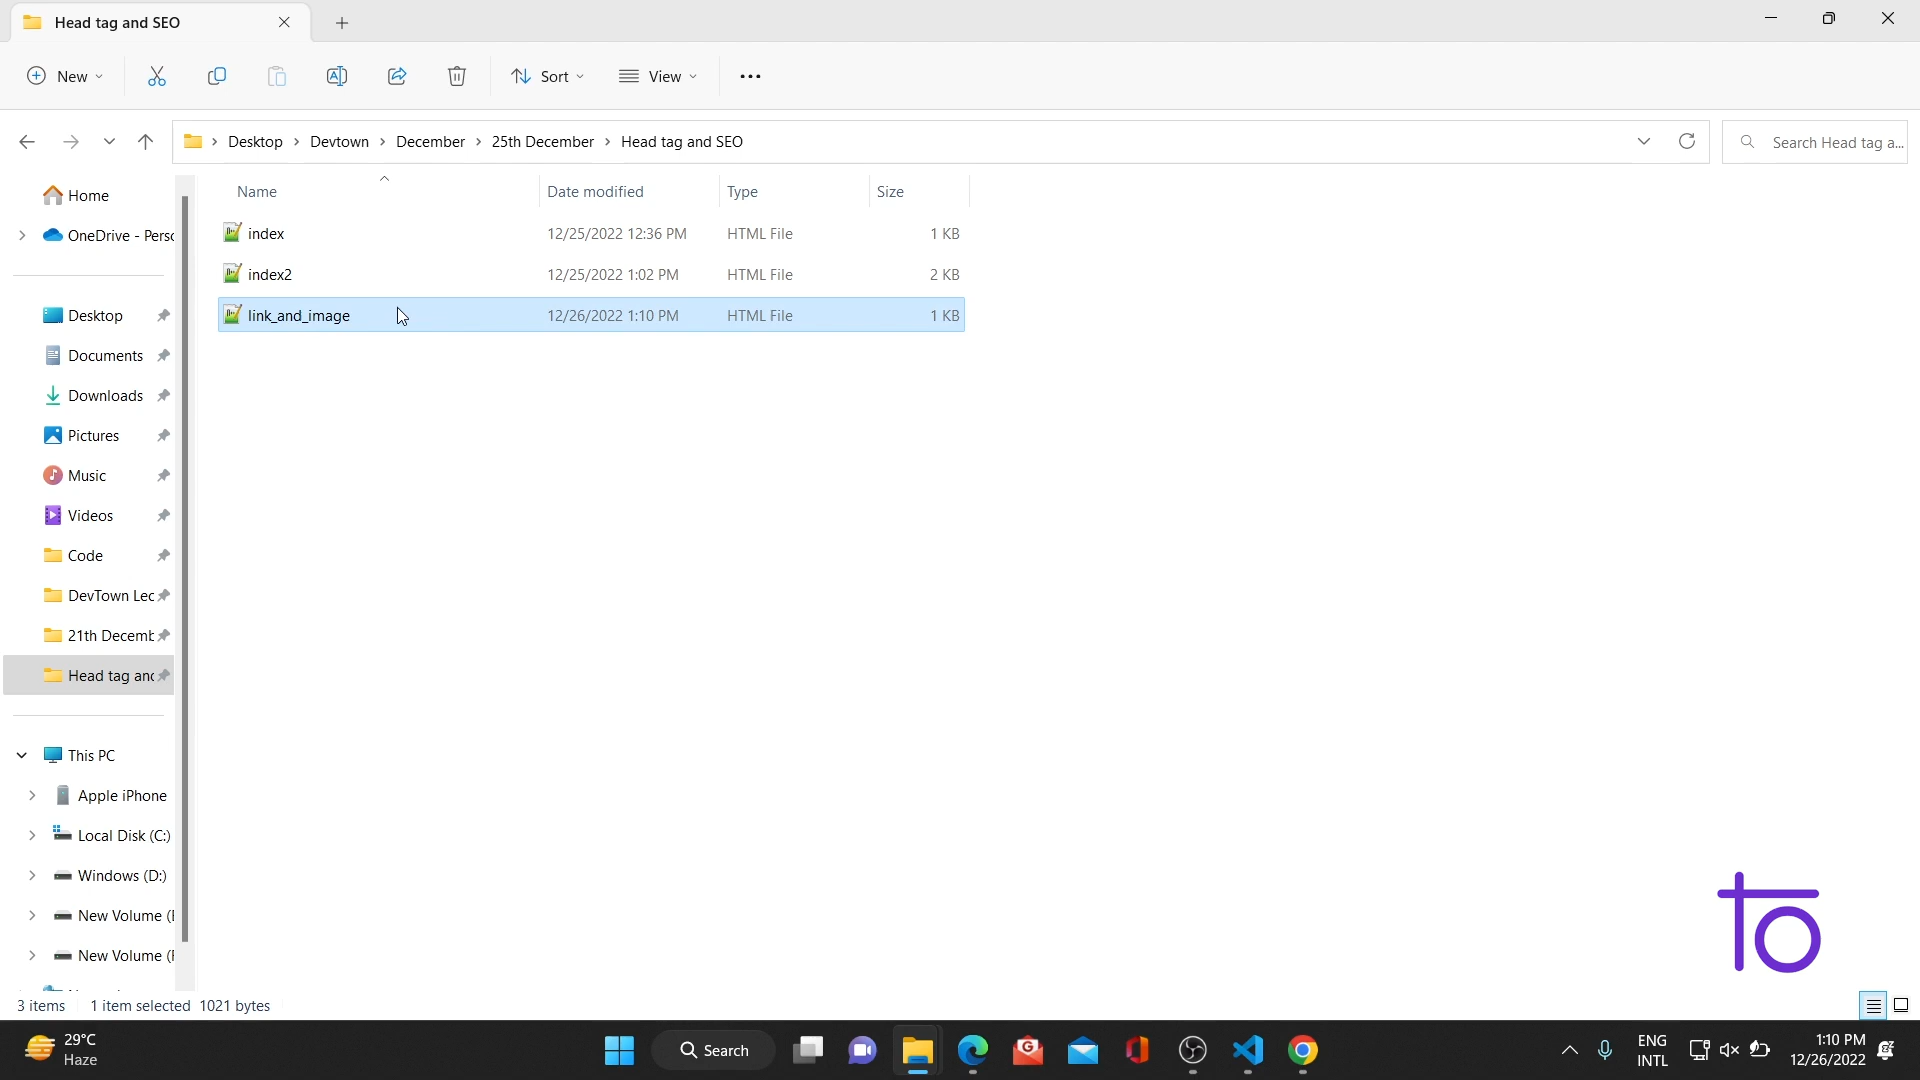 Head tag and SEO
New
Sort
View
Desktop > Devtown > December > 25th December > Head tag and SEO
Search Head tag a...
Name
Date modified
Type
Size
Home
OneDrive - Perso
Desktop
Documents
Downloads
Pictures
Music
Videos
Code
DevTown Lec
21th Decemb
Head tag and
This PC
Apple iPhone
Local Disk (C:)
Windows (D:)
New Volume (E
New Volume (F
index 12/25/2022 12:36 PM HTML File 1 KB
index2 12/25/2022 1:02 PM HTML File 2 KB
link_and_image 12/26/2022 1:10 PM HTML File 1 KB
to
3 items 1 item selected 1021 bytes
29°C
Haze
Search
ENG
INTL
1:10 PM
12/26/2022